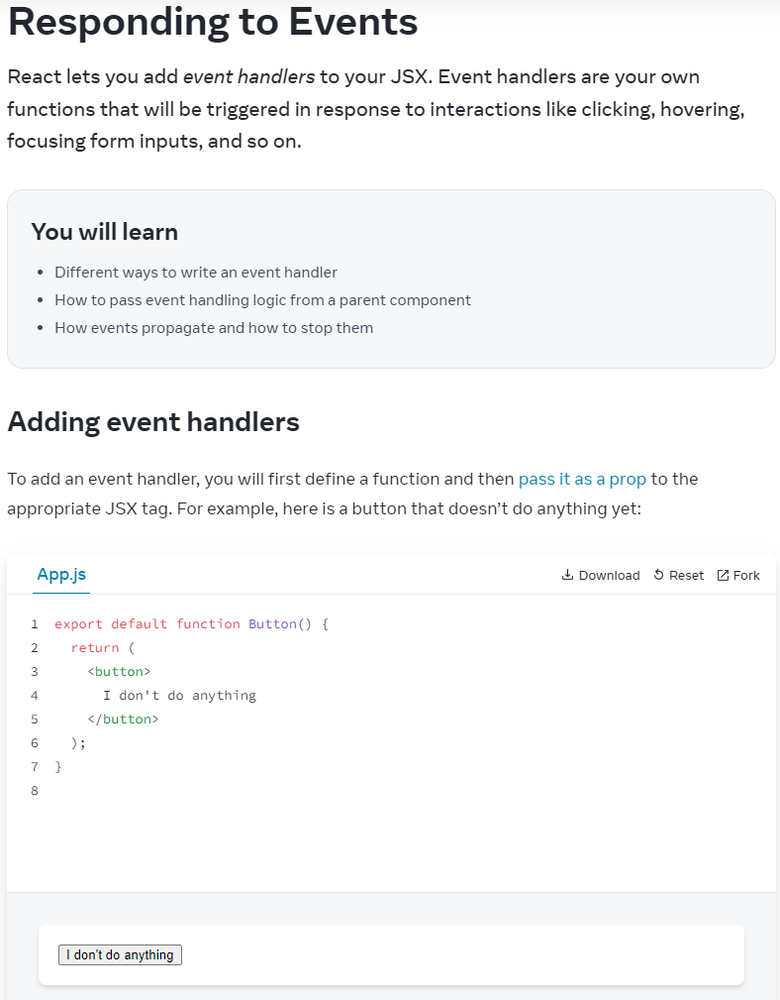 Responding to Events
React lets you add event handlers to your JSX. Event handlers are your own
functions that will be triggered in response to interactions like clicking, hovering,
focusing form inputs, and so on.
You will learn
• Different ways to write an event handler
• How to pass event handling logic from a parent component
• How events propagate and how to stop them
Adding event handlers
To add an event handler, you will first define a function and then pass it as a prop to the
appropriate JSX tag. For example, here is a button that doesn’t do anything yet:
App.js Download Reset Fork
1 export default function Button() {
2   return (
3     <button>
4       I don't do anything
5     </button>
6   );
7 }
8
I don't do anything